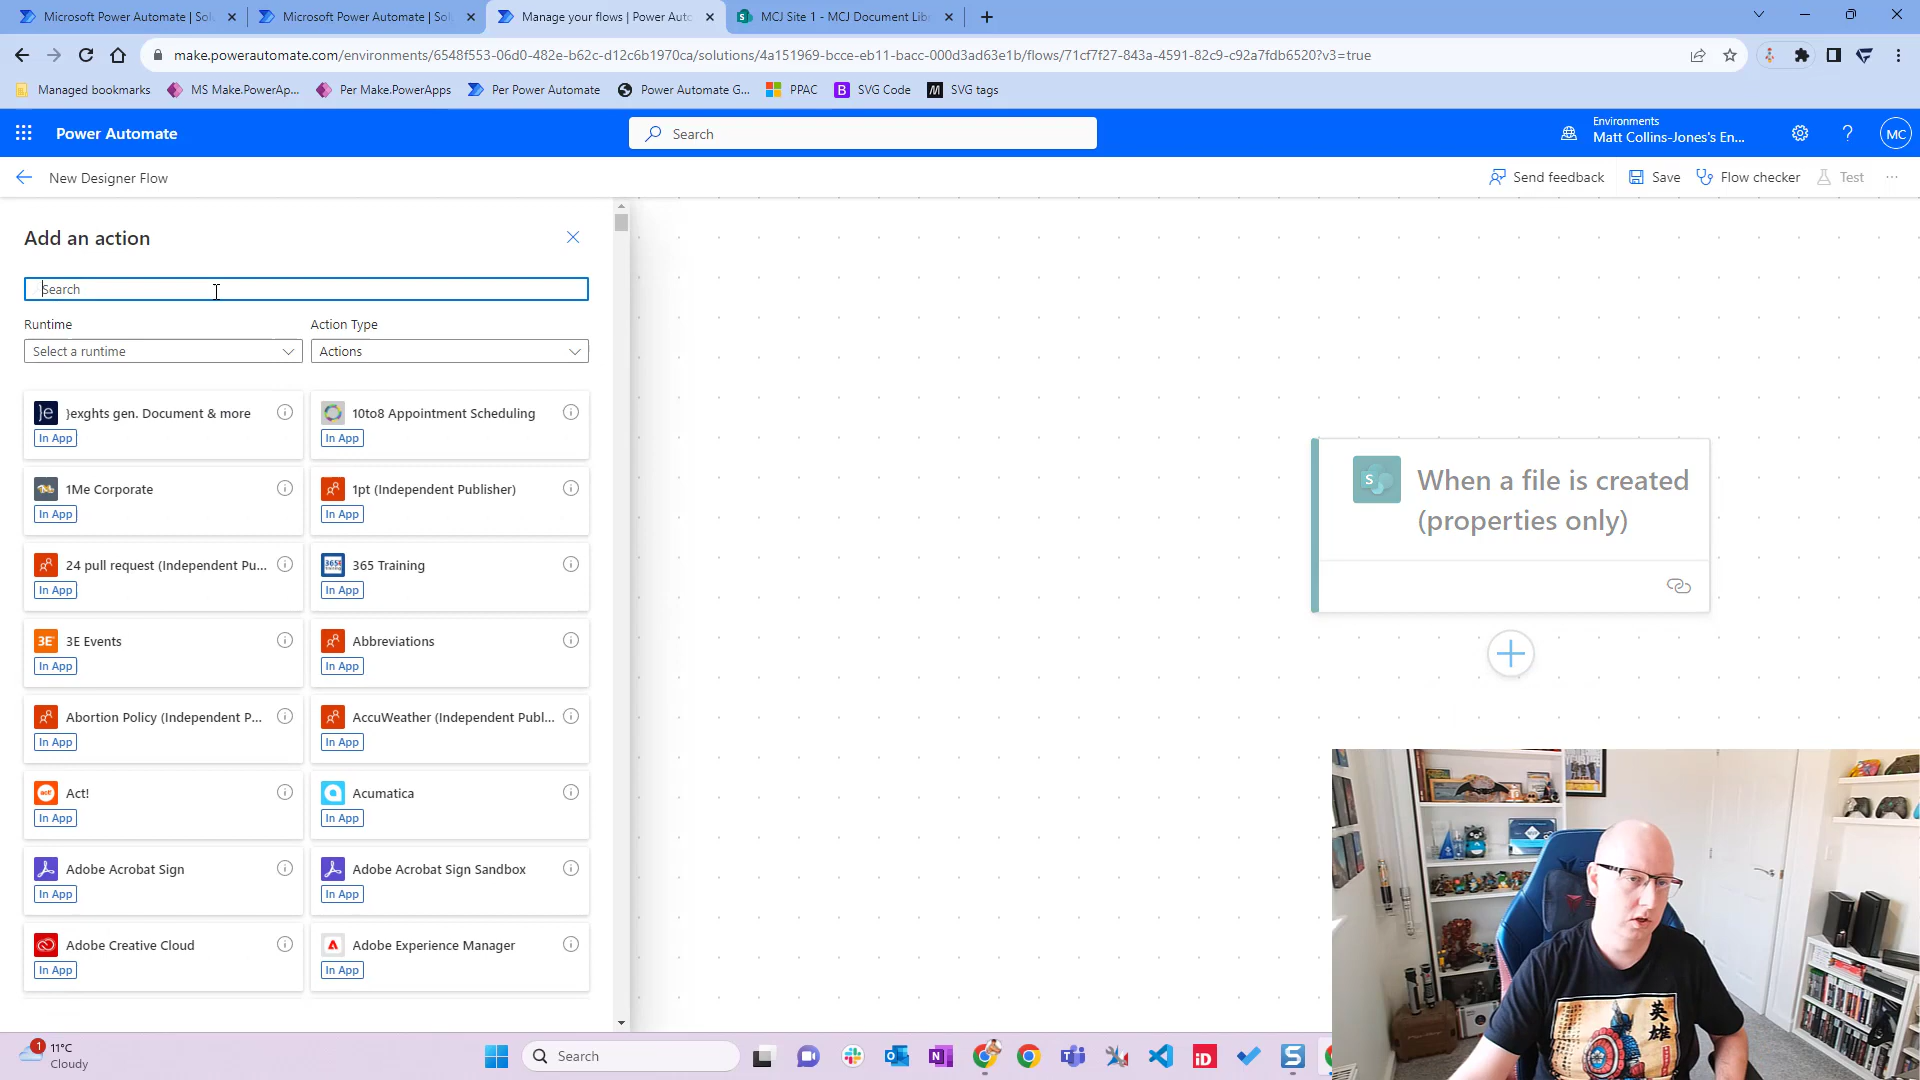 Microsoft Power Automate | Sol
Microsoft Power Automate | Sol
Manage your flows | Power Auto
MCJ Site 1 - MCJ Document Lib
make.powerautomate.com/environments/6548f553-06d0-482e-b62c-d12c6b1970ca/solutions/4a151969-bcce-eb11-bacc-000d3ad63e1b/flows/71cf7f27-843a-4591-82c9-c92a7fdb6520?v3=true
Managed bookmarks
MS Make.PowerAp...
Per Make.PowerApps
Per Power Automate
Power Automate G...
PPAC
SVG Code
SVG tags
Power Automate
Search
Environments
Matt Collins-Jones's En...
MC
New Designer Flow
Send feedback
Save
Flow checker
Test
Add an action
Search
Runtime
Action Type
Select a runtime
Actions
}exghts gen. Document & more
In App
10to8 Appointment Scheduling
In App
1Me Corporate
In App
1pt (Independent Publisher)
In App
24 pull request (Independent Pu...
In App
365 Training
In App
3E Events
In App
Abbreviations
In App
Abortion Policy (Independent P...
In App
AccuWeather (Independent Publ...
In App
Act!
In App
Acumatica
In App
Adobe Acrobat Sign
In App
Adobe Acrobat Sign Sandbox
In App
Adobe Creative Cloud
In App
Adobe Experience Manager
In App
When a file is created
(properties only)
英
雄
1
11°C
Cloudy
Search